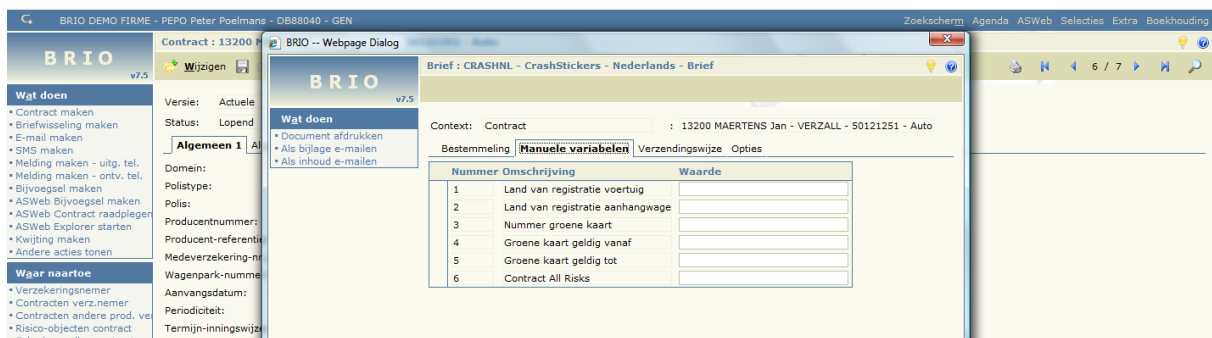 BRIO DEMO FIRME - PEPO Peter Poelmans - DB88040 - GEN
Zoekscherm Agenda ASWeb Selecties Extra Boekhouding
BRIO
v7.5
Wat doen
• Contract maken
• Briefwisseling maken
• E-mail maken
• SMS maken
• Melding maken - uitg. tel.
• Melding maken - ontv. tel.
• Bijvoegsel maken
• ASWeb Bijvoegsel maken
• ASWeb Contract raadplegen
• ASWeb Explorer starten
• Kwijting maken
• Andere acties tonen
Waar naartoe
• Verzekeringsnemer
• Contracten verz.nemer
• Contracten andere prod. ve
• Risico-objecten contract
Contract : 13200 M
Wijzigen
6 / 7
Versie: Actuele
Status: Lopend
Algemeen 1
Domein:
Polistype:
Polis:
Producentnummer:
Producent-referentie
Medeverzekering-nr
Wagenpark-numme
Aanvangsdatum:
Periodiciteit:
Termijn-inningswijze
BRIO -- Webpage Dialog
BRIO
v7.5
Wat doen
• Document afdrukken
• Als bijlage e-mailen
• Als inhoud e-mailen
Brief : CRASHNL - CrashStickers - Nederlands - Brief
Context: Contract : 13200 MAERTENS Jan - VERZALL - 50121251 - Auto
Bestemmeling Manuele variabelen Verzendingswijze Opties
Nummer Omschrijving Waarde
1 Land van registratie voertuig
2 Land van registratie aanhangwage
3 Nummer groene kaart
4 Groene kaart geldig vanaf
5 Groene kaart geldig tot
6 Contract All Risks